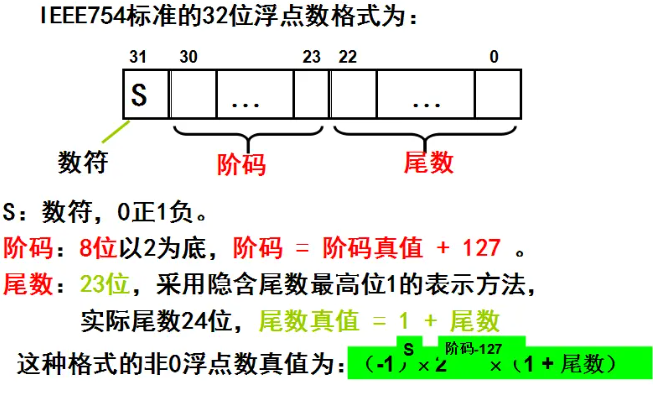 IEEE754标准的32位浮点数格式为：
31 30 23 22 0
S ... ...
数符 阶码 尾数
S：数符，0正1负。
阶码：8位以2为底，阶码 = 阶码真值 + 127 。
尾数：23位，采用隐含尾数最高位1的表示方法，
实际尾数24位，尾数真值 = 1 + 尾数
这种格式的非0浮点数真值为：（-1）S × 2阶码-127 ×（1 + 尾数）